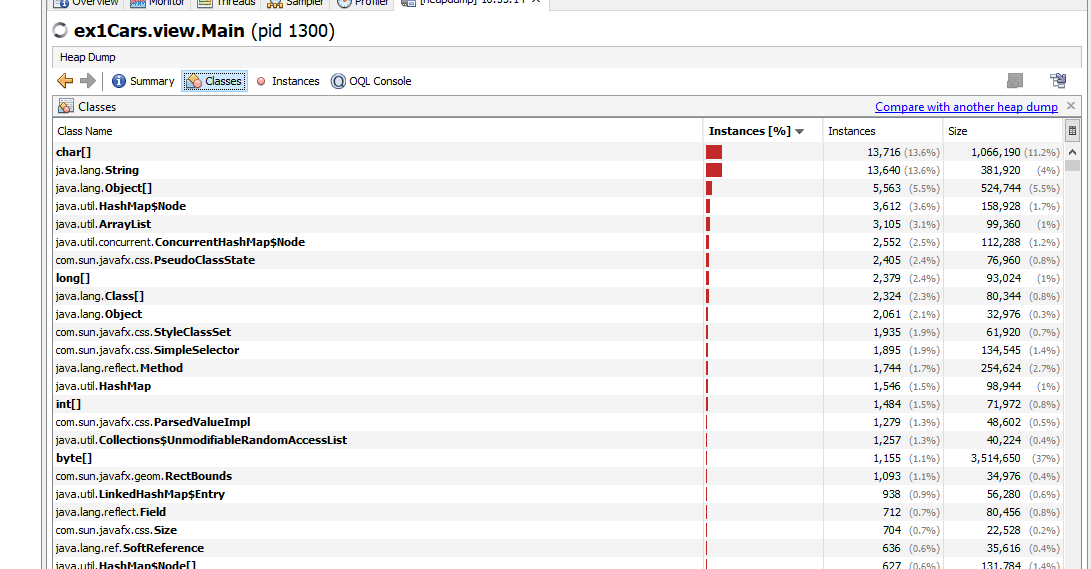 Overview Monitor Threads Sampler Profiler [heapdump]
ex1Cars.view.Main (pid 1300)
Heap Dump
Summary Classes Instances OQL Console
Classes Compare with another heap dump
Class Name Instances [%] Instances Size
char[] 13,716 (13.6%) 1,066,190 (11.2%)
java.lang.String 13,640 (13.6%) 381,920 (4%)
java.lang.Object[] 5,563 (5.5%) 524,744 (5.5%)
java.util.HashMap$Node 3,612 (3.6%) 158,928 (1.7%)
java.util.ArrayList 3,105 (3.1%) 99,360 (1%)
java.util.concurrent.ConcurrentHashMap$Node 2,552 (2.5%) 112,288 (1.2%)
com.sun.javafx.css.PseudoClassState 2,405 (2.4%) 76,960 (0.8%)
long[] 2,379 (2.4%) 93,024 (1%)
java.lang.Class[] 2,324 (2.3%) 80,344 (0.8%)
java.lang.Object 2,061 (2.1%) 32,976 (0.3%)
com.sun.javafx.css.StyleClassSet 1,935 (1.9%) 61,920 (0.7%)
com.sun.javafx.css.SimpleSelector 1,895 (1.9%) 134,545 (1.4%)
java.lang.reflect.Method 1,744 (1.7%) 254,624 (2.7%)
java.util.HashMap 1,546 (1.5%) 98,944 (1%)
int[] 1,484 (1.5%) 71,972 (0.8%)
com.sun.javafx.css.ParsedValueImpl 1,279 (1.3%) 48,602 (0.5%)
java.util.Collections$UnmodifiableRandomAccessList 1,257 (1.3%) 40,224 (0.4%)
byte[] 1,155 (1.1%) 3,514,650 (37%)
com.sun.javafx.geom.RectBounds 1,093 (1.1%) 34,976 (0.4%)
java.util.LinkedHashMap$Entry 938 (0.9%) 56,280 (0.6%)
java.lang.reflect.Field 712 (0.7%) 80,456 (0.8%)
com.sun.javafx.css.Size 704 (0.7%) 22,528 (0.2%)
java.lang.ref.SoftReference 636 (0.6%) 35,616 (0.4%)
java.util.HashMap$Node[] 627 (0.6%) 131,784 (1.4%)